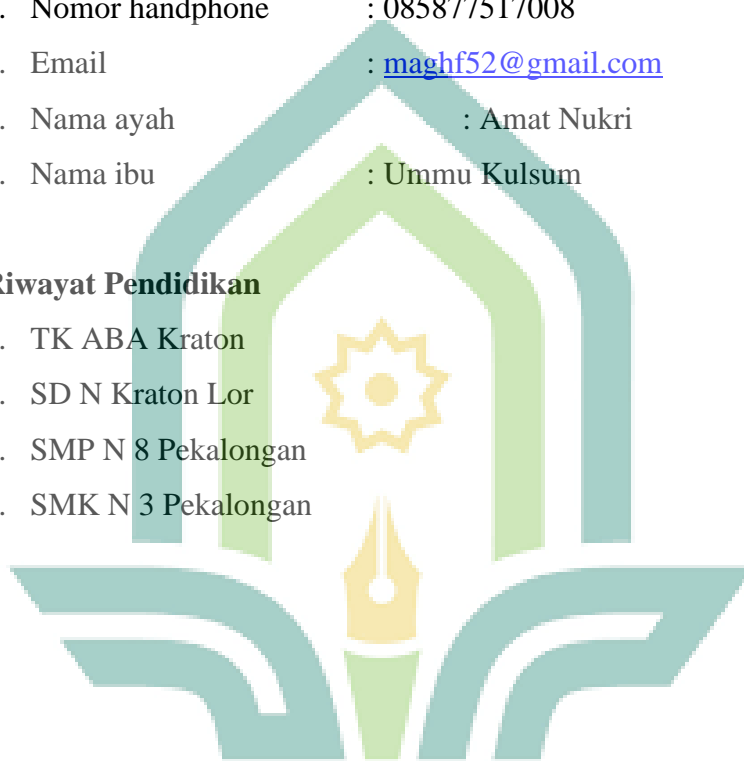 . Nomor handphone : 085877517008
. Email : maghf52@gmail.com
. Nama ayah : Amat Nukri
. Nama ibu : Ummu Kulsum
Riwayat Pendidikan
. TK ABA Kraton
. SD N Kraton Lor
. SMP N 8 Pekalongan
. SMK N 3 Pekalongan